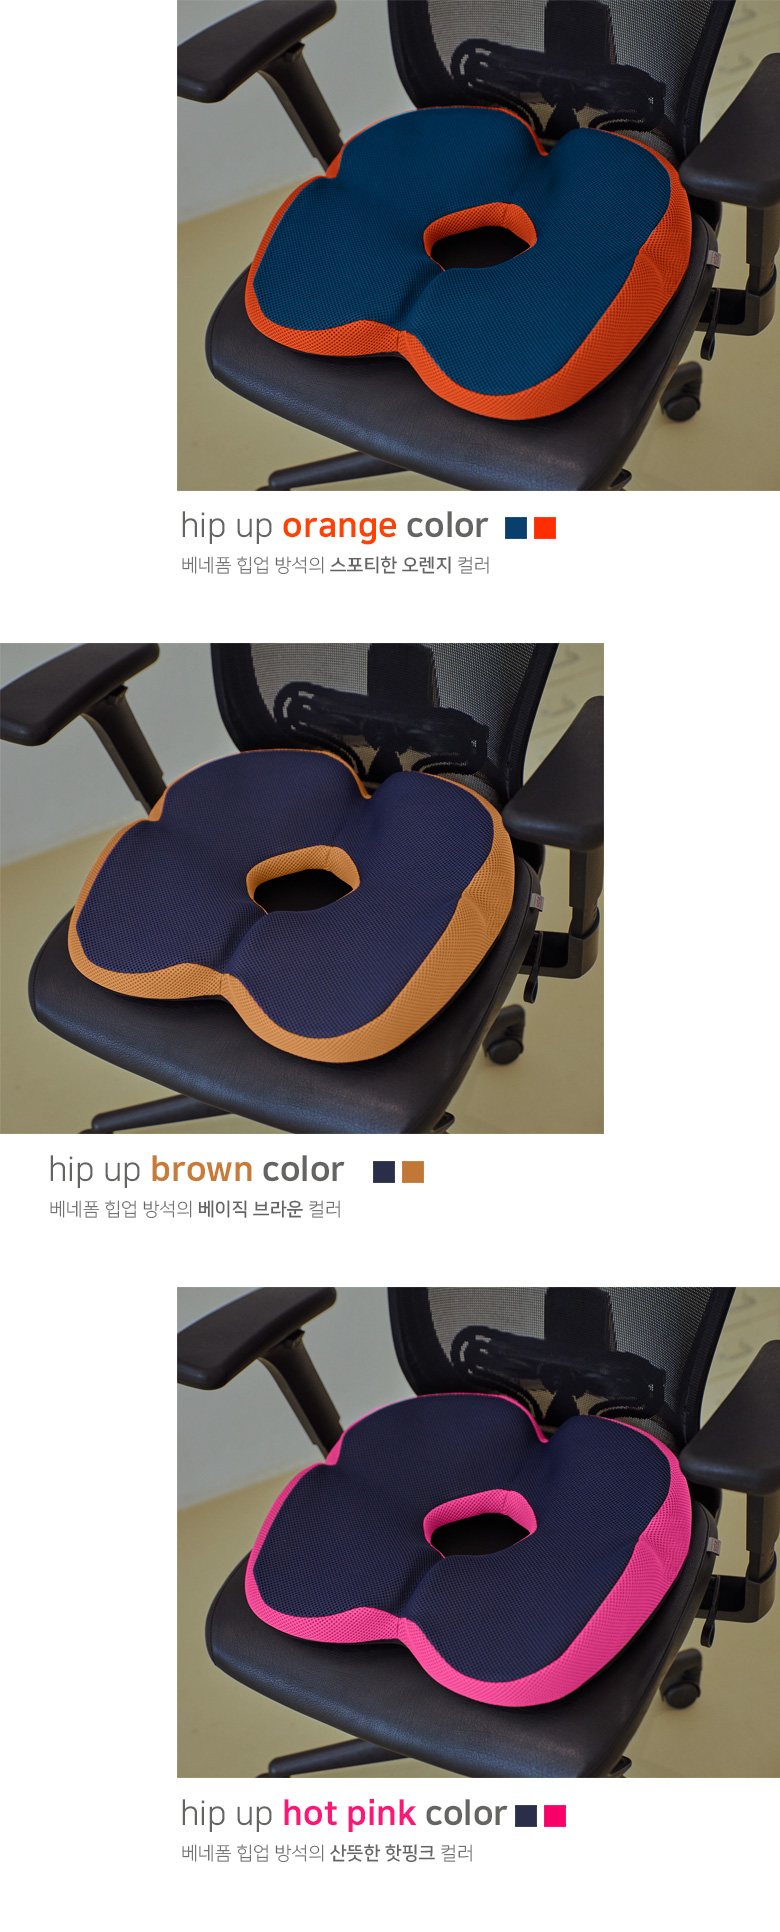 hip up orange color
베네폼 힙업 방석의 스포티한 오렌지 컬러
hip up brown color
베네폼 힙업 방석의 베이직 브라운 컬러
hip up hot pink color
베네폼 힙업 방석의 산뜻한 핫핑크 컬러